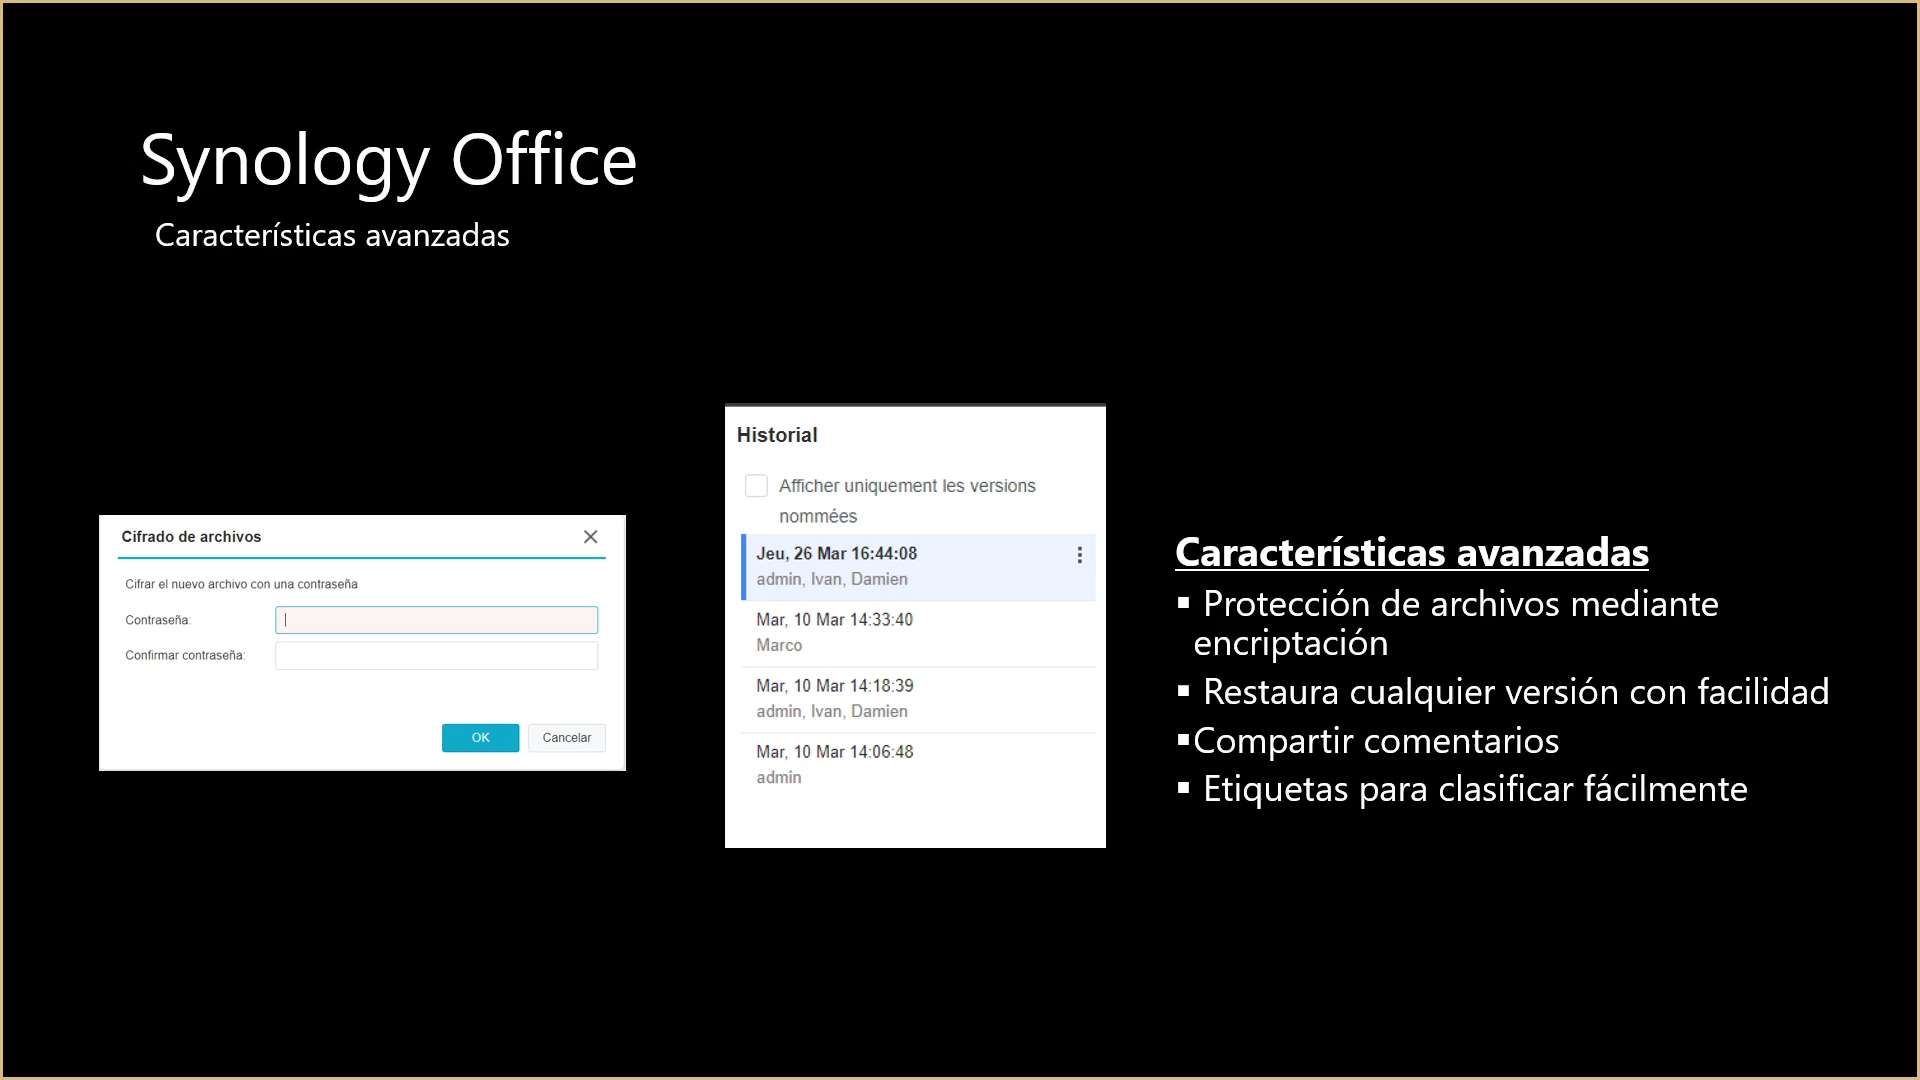 Synology Office
Características avanzadas
Cifrado de archivos
Cifrar el nuevo archivo con una contraseña
Contraseña:
Confirmar contraseña:
OK
Cancelar
Historial
Afficher uniquement les versions
nommées
Jeu, 26 Mar 16:44:08
admin, Ivan, Damien
Mar, 10 Mar 14:33:40
Marco
Mar, 10 Mar 14:18:39
admin, Ivan, Damien
Mar, 10 Mar 14:06:48
admin
Características avanzadas
▪ Protección de archivos mediante
encriptación
▪ Restaura cualquier versión con facilidad
▪Compartir comentarios
▪ Etiquetas para clasificar fácilmente